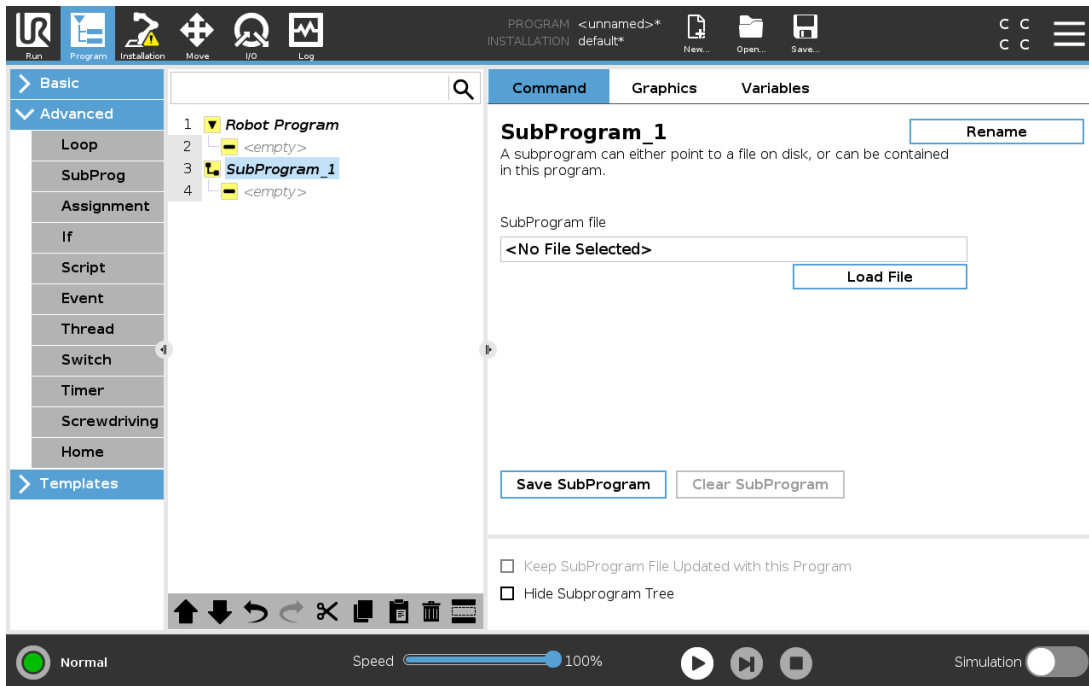 PROGRAM <unnamed>*
INSTALLATION default*
C C
C C
Run
Program
Installation
Move
I/O
Log
New...
Open...
Save...
Basic
Advanced
Loop
SubProg
Assignment
If
Script
Event
Thread
Switch
Timer
Screwdriving
Home
Templates
1 Robot Program
2 <empty>
3 SubProgram_1
4 <empty>
Command Graphics Variables
SubProgram_1
Rename
A subprogram can either point to a file on disk, or can be contained
in this program.
SubProgram file
<No File Selected>
Load File
Save SubProgram Clear SubProgram
Keep SubProgram File Updated with this Program
Hide Subprogram Tree
Normal
Speed 100%
Simulation